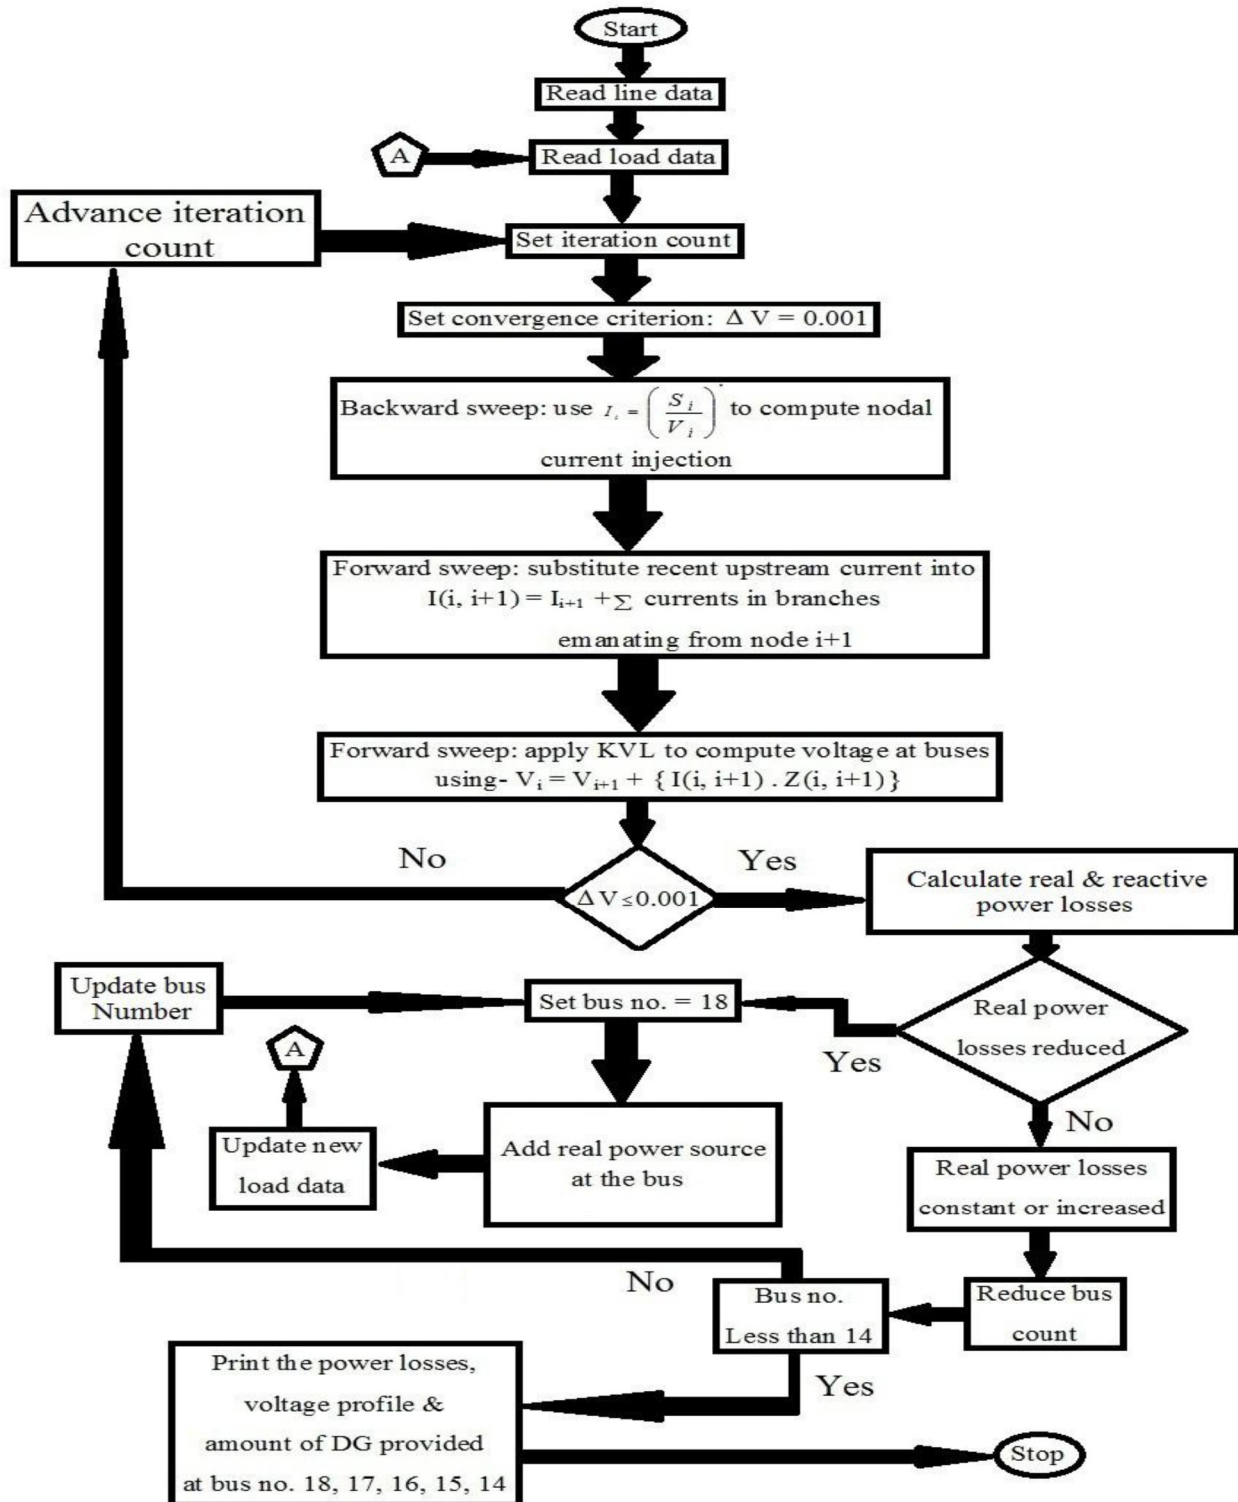 Start
Read line data
A
Read load data
Advance iteration
count
Set iteration count
Set convergence criterion: Δ V = 0.001
Backward sweep: use I_i = (S_i / V_i)^* to compute nodal
current injection
Forward sweep: substitute recent upstream current into
I(i, i+1) = I_{i+1} + Σ currents in branches
emanating from node i+1
Forward sweep: apply KVL to compute voltage at buses
using- V_i = V_{i+1} + { I(i, i+1) . Z(i, i+1) }
No
Δ V ≤ 0.001
Yes
Calculate real & reactive
power losses
Update bus
Number
Set bus no. = 18
Real power
losses reduced
Yes
A
No
Update new
load data
Add real power source
at the bus
Real power losses
constant or increased
No
Bus no.
Less than 14
Reduce bus
count
Yes
Print the power losses,
voltage profile &
amount of DG provided
at bus no. 18, 17, 16, 15, 14
Stop